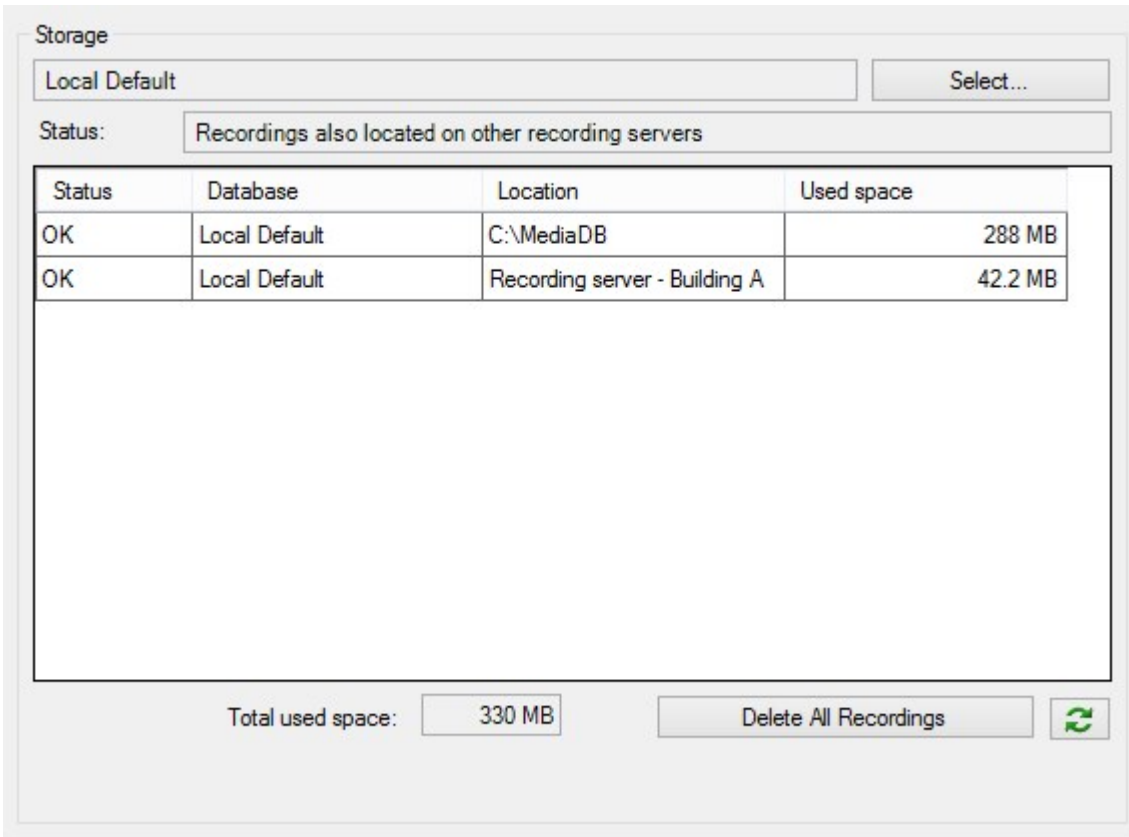 Storage
Local Default Select...
Status: Recordings also located on other recording servers
Status Database Location Used space
OK Local Default C:\MediaDB 288 MB
OK Local Default Recording server - Building A 42.2 MB
Total used space: 330 MB Delete All Recordings